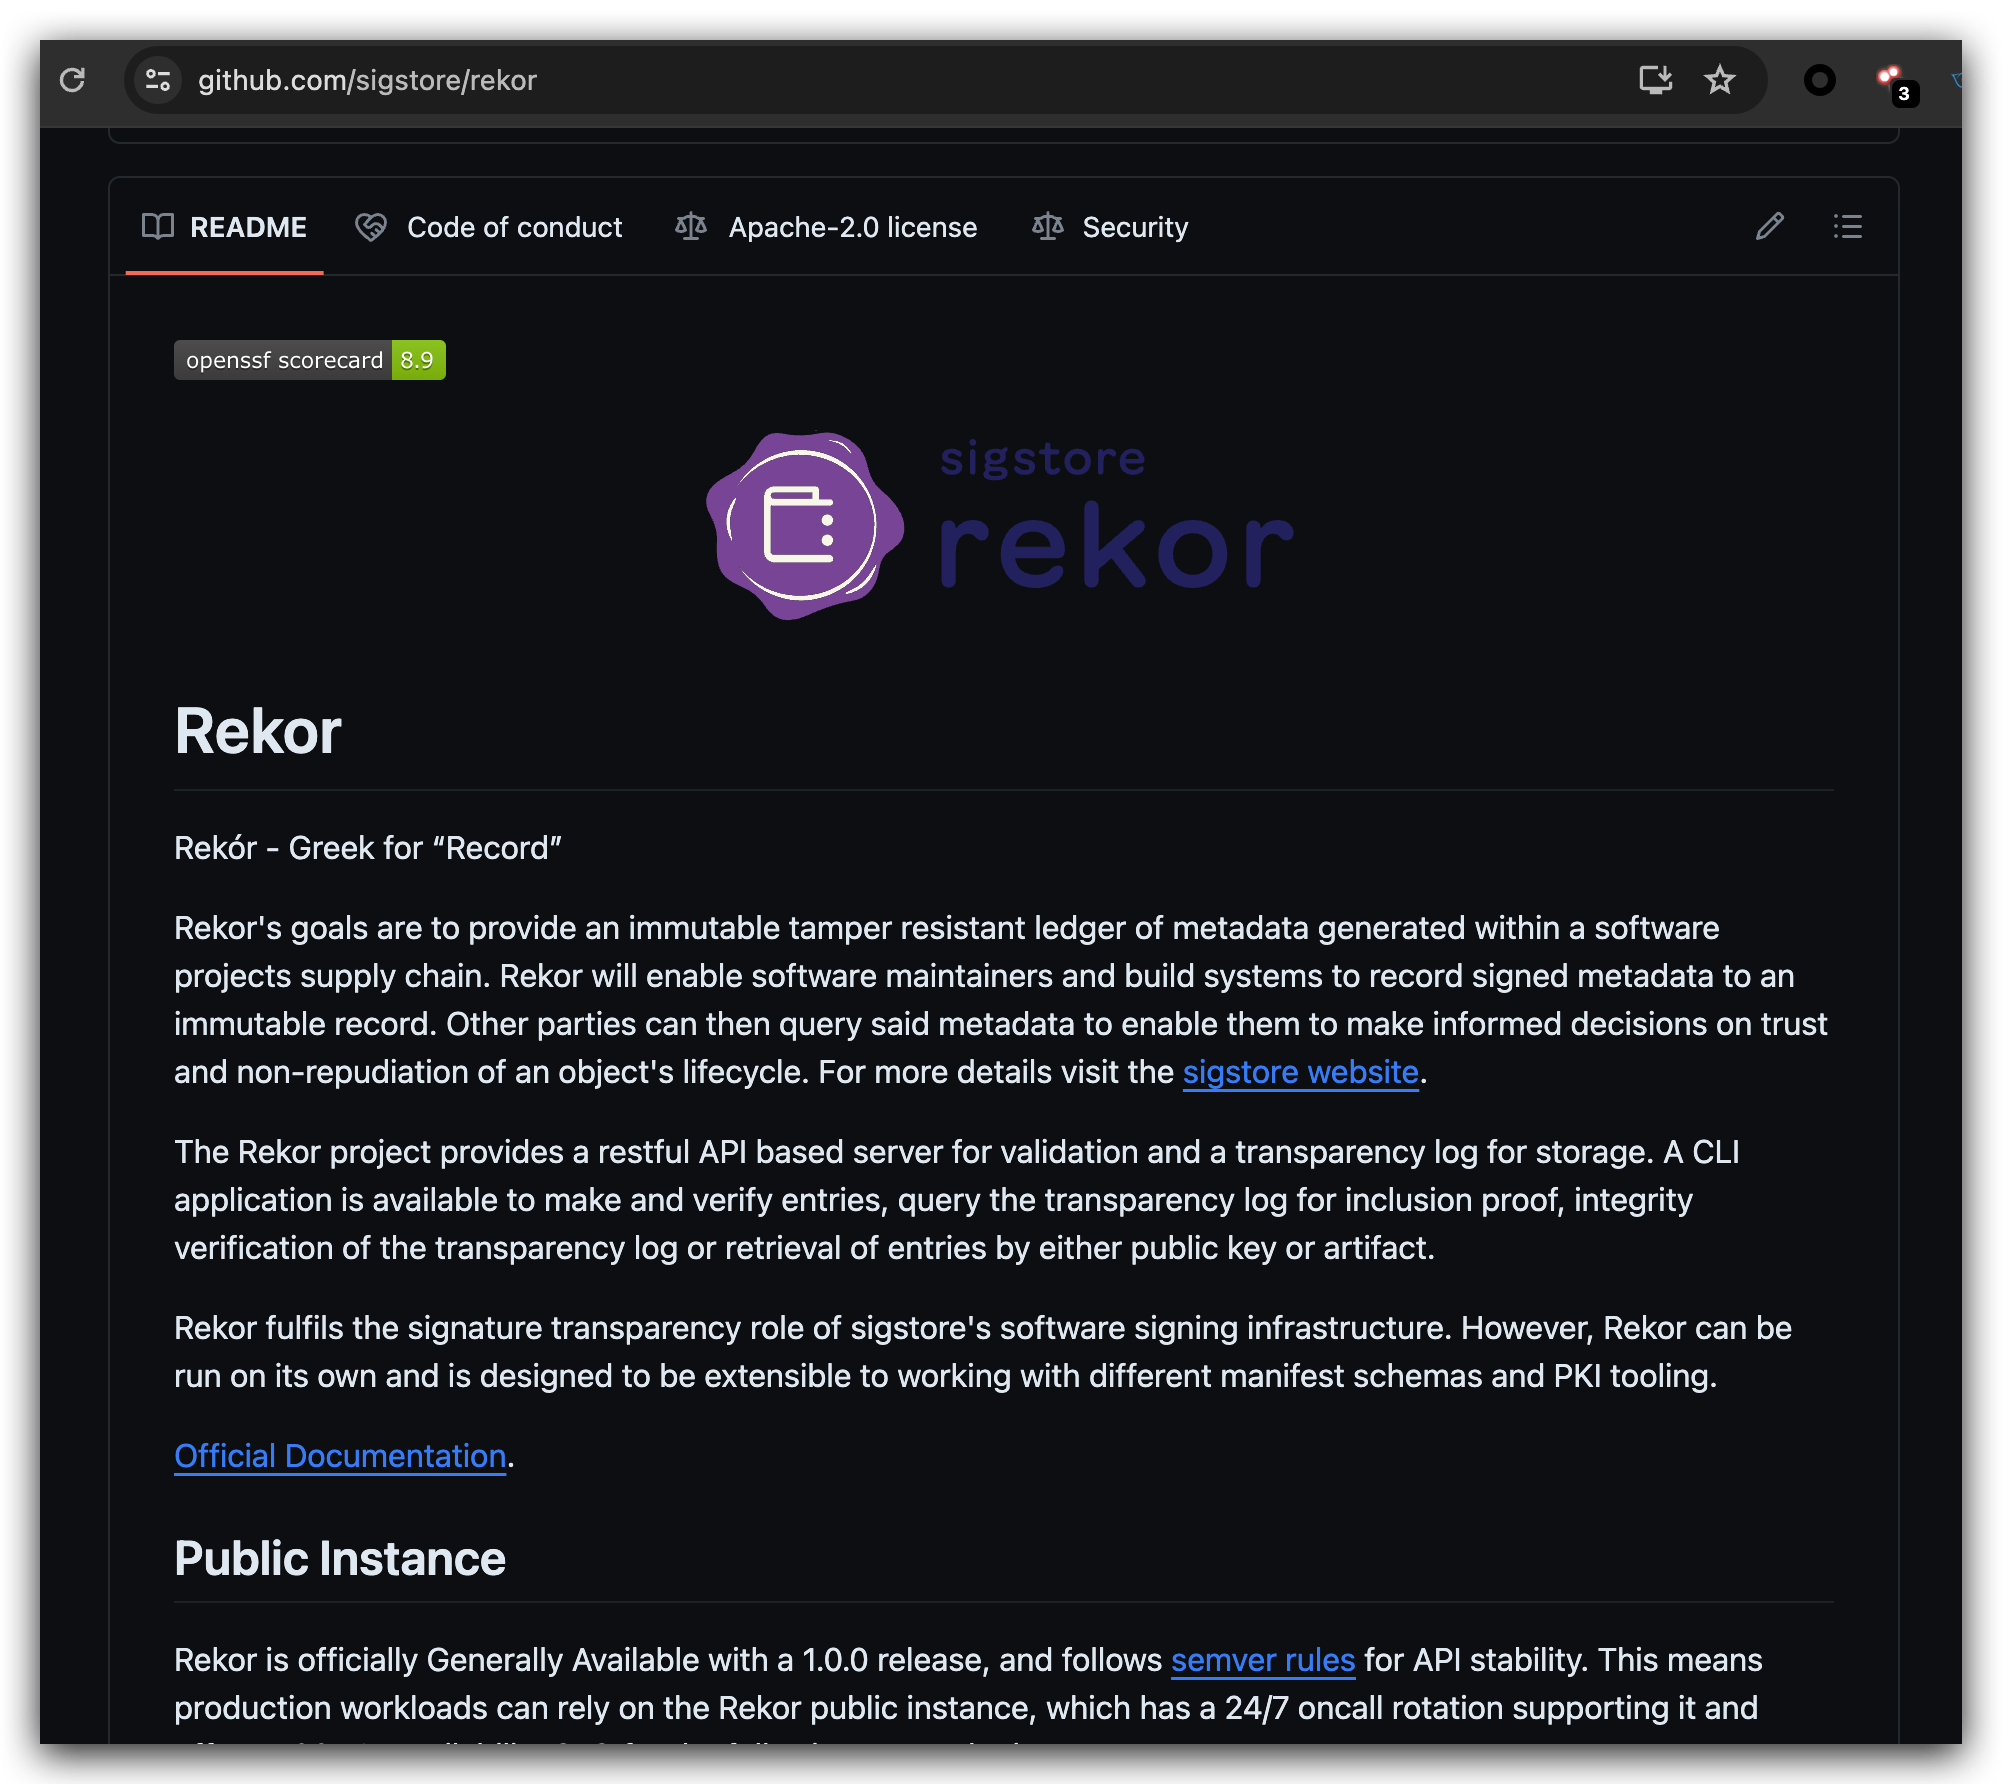 github.com/sigstore/rekor
3
README
Code of conduct
Apache-2.0 license
Security
openssf scorecard 8.9
sigstore
rekor
Rekor
Rekór - Greek for “Record”
Rekor's goals are to provide an immutable tamper resistant ledger of metadata generated within a software
projects supply chain. Rekor will enable software maintainers and build systems to record signed metadata to an
immutable record. Other parties can then query said metadata to enable them to make informed decisions on trust
and non-repudiation of an object's lifecycle. For more details visit the sigstore website.
The Rekor project provides a restful API based server for validation and a transparency log for storage. A CLI
application is available to make and verify entries, query the transparency log for inclusion proof, integrity
verification of the transparency log or retrieval of entries by either public key or artifact.
Rekor fulfils the signature transparency role of sigstore's software signing infrastructure. However, Rekor can be
run on its own and is designed to be extensible to working with different manifest schemas and PKI tooling.
Official Documentation.
Public Instance
Rekor is officially Generally Available with a 1.0.0 release, and follows semver rules for API stability. This means
production workloads can rely on the Rekor public instance, which has a 24/7 oncall rotation supporting it and